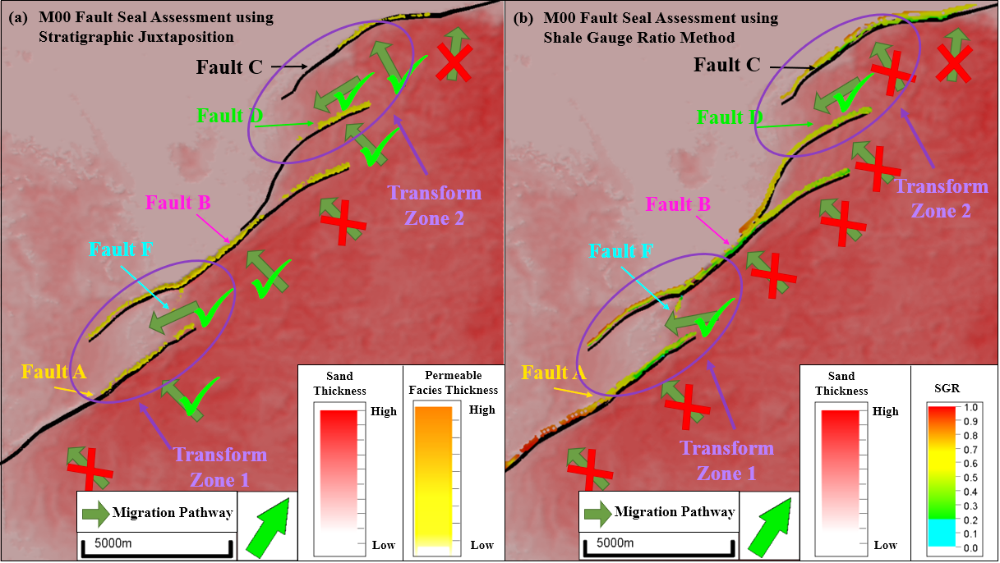 (a) M00 Fault Seal Assessment using
Stratigraphic Juxtaposition
Fault C
Fault D
Transform
Zone 2
Fault B
Fault F
Fault A
Transform
Zone 1
Migration Pathway
5000m
Sand
Thickness
High
Low
Permeable
Facies Thickness
High
Low
(b) M00 Fault Seal Assessment using
Shale Gauge Ratio Method
Fault C
Fault D
Transform
Zone 2
Fault B
Fault F
Fault A
Transform
Zone 1
Migration Pathway
5000m
Sand
Thickness
High
Low
SGR
1.0
0.9
0.8
0.7
0.6
0.5
0.4
0.3
0.2
0.1
0.0